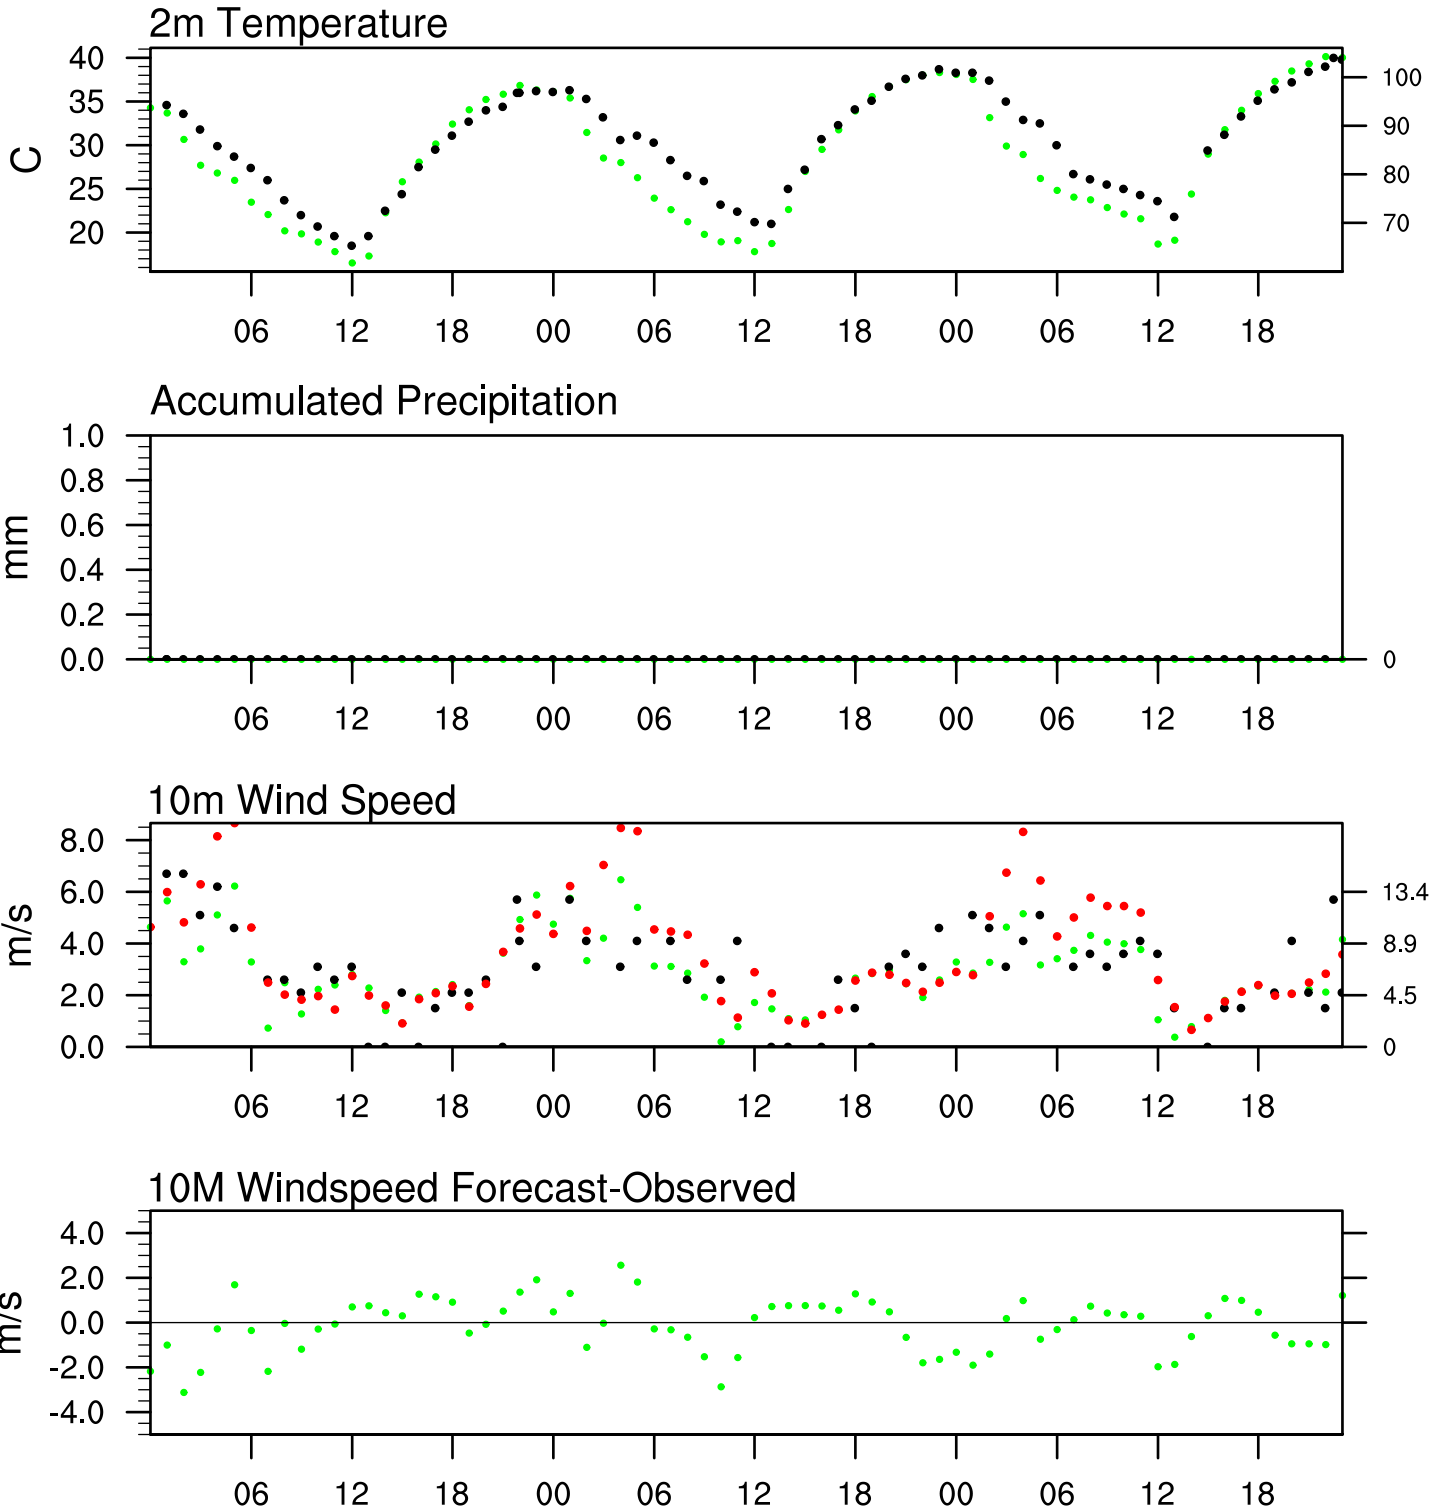 2m Temperature
40
35
30
25
20
C
100
90
80
70
06 12 18 00 06 12 18 00 06 12 18
Accumulated Precipitation
1.0
0.8
0.6
0.4
0.2
0.0
mm
0
06 12 18 00 06 12 18 00 06 12 18
10m Wind Speed
8.0
6.0
4.0
2.0
0.0
m/s
13.4
8.9
4.5
0
06 12 18 00 06 12 18 00 06 12 18
10M Windspeed Forecast-Observed
4.0
2.0
0.0
-2.0
-4.0
m/s
06 12 18 00 06 12 18 00 06 12 18